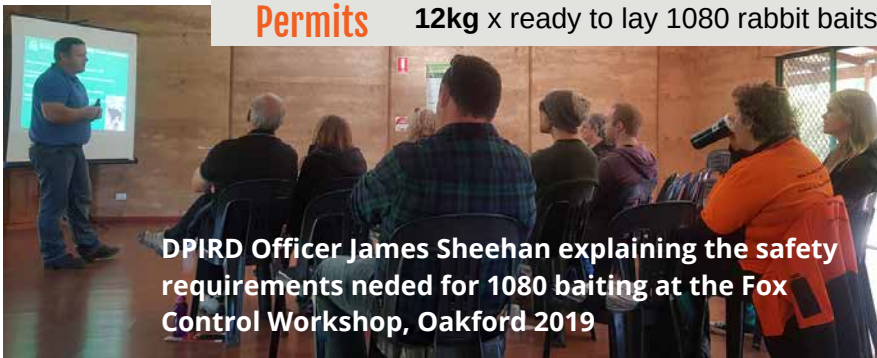 Permits
12kg x ready to lay 1080 rabbit baits
DPIRD Officer James Sheehan explaining the safety
requirements neded for 1080 baiting at the Fox
Control Workshop, Oakford 2019